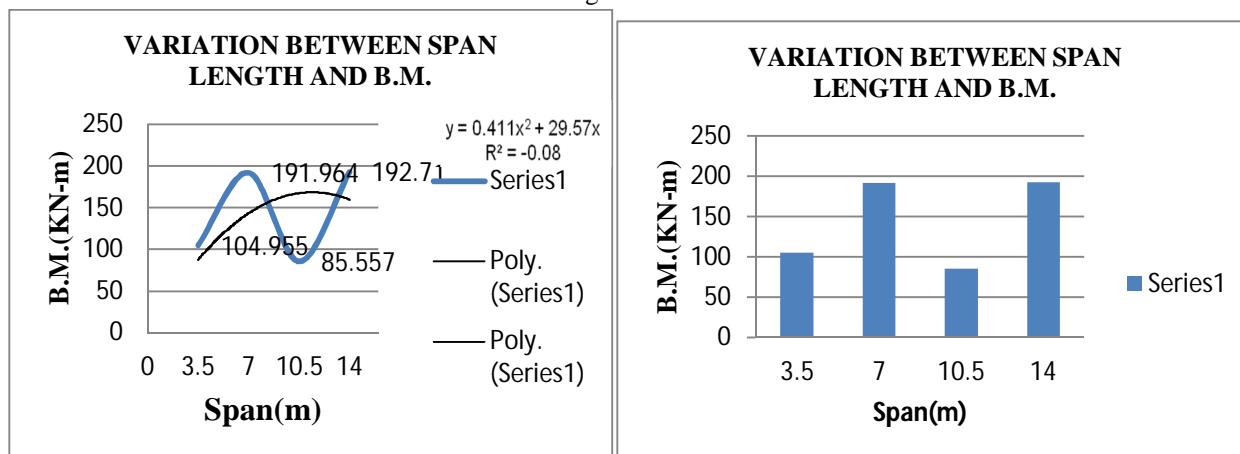 VARIATION BETWEEN SPAN
LENGTH AND B.M.
B.M.(KN-m)
250
200
150
100
50
0
y = 0.411x² + 29.57x
R² = -0.08
191.964
192.71
104.955
85.557
Series1
Poly.
(Series1)
Poly.
(Series1)
0 3.5 7 10.5 14
Span(m)
VARIATION BETWEEN SPAN
LENGTH AND B.M.
B.M.(KN-m)
250
200
150
100
50
0
3.5 7 10.5 14
Span(m)
Series1